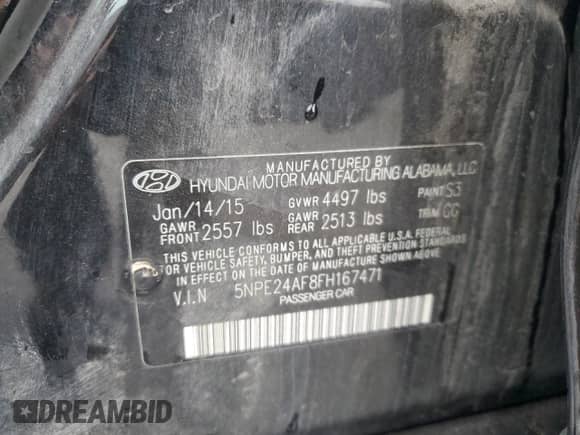 MANUFACTURED BY
HYUNDAI MOTOR MANUFACTURING ALABAMA, LLC
Jan/14/15 GVWR 4497 lbs PAINT S3
GAWR FRONT 2557 lbs GAWR REAR 2513 lbs TRIM GG
THIS VEHICLE CONFORMS TO ALL APPLICABLE U.S.A. FEDERAL
MOTOR VEHICLE SAFETY, BUMPER, AND THEFT PREVENTION STANDARDS
IN EFFECT ON THE DATE OF MANUFACTURE SHOWN ABOVE
V.I.N 5NPE24AF8FH167471
PASSENGER CAR
DREAMBID